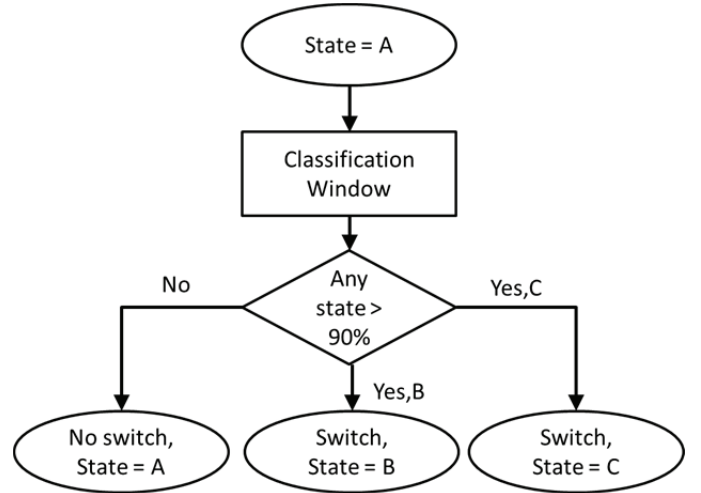 State = A
Classification
Window
Any
state >
90%
No
Yes,C
Yes,B
No switch,
State = A
Switch,
State = B
Switch,
State = C